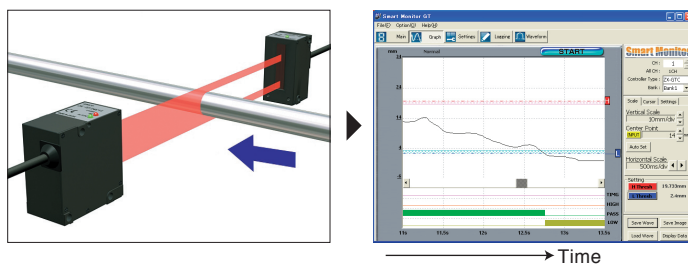 Smart Monitor GT
File(F) Option(O) Help(H)
Main Graph Settings Logging Waveform
mm Normal START
Smart Monitor
CH : 1
All CH : 1CH
Controller Type : ZX-GTC
Bank : Bank1
Scale Cursor Settings
Vertical Scale
10mm/div
Center Point
INPUT 14 mm
Auto Set
Horizontal Scale
500ms/div
Setting
H Thresh 19.733mm
L Thresh 2.4mm
Save Wave Save Image
Load Wave Display Data
H
L
TIMG
HIGH
PASS
LOW
11s 11.5s 12s 12.5s 13s 13.5s
Time